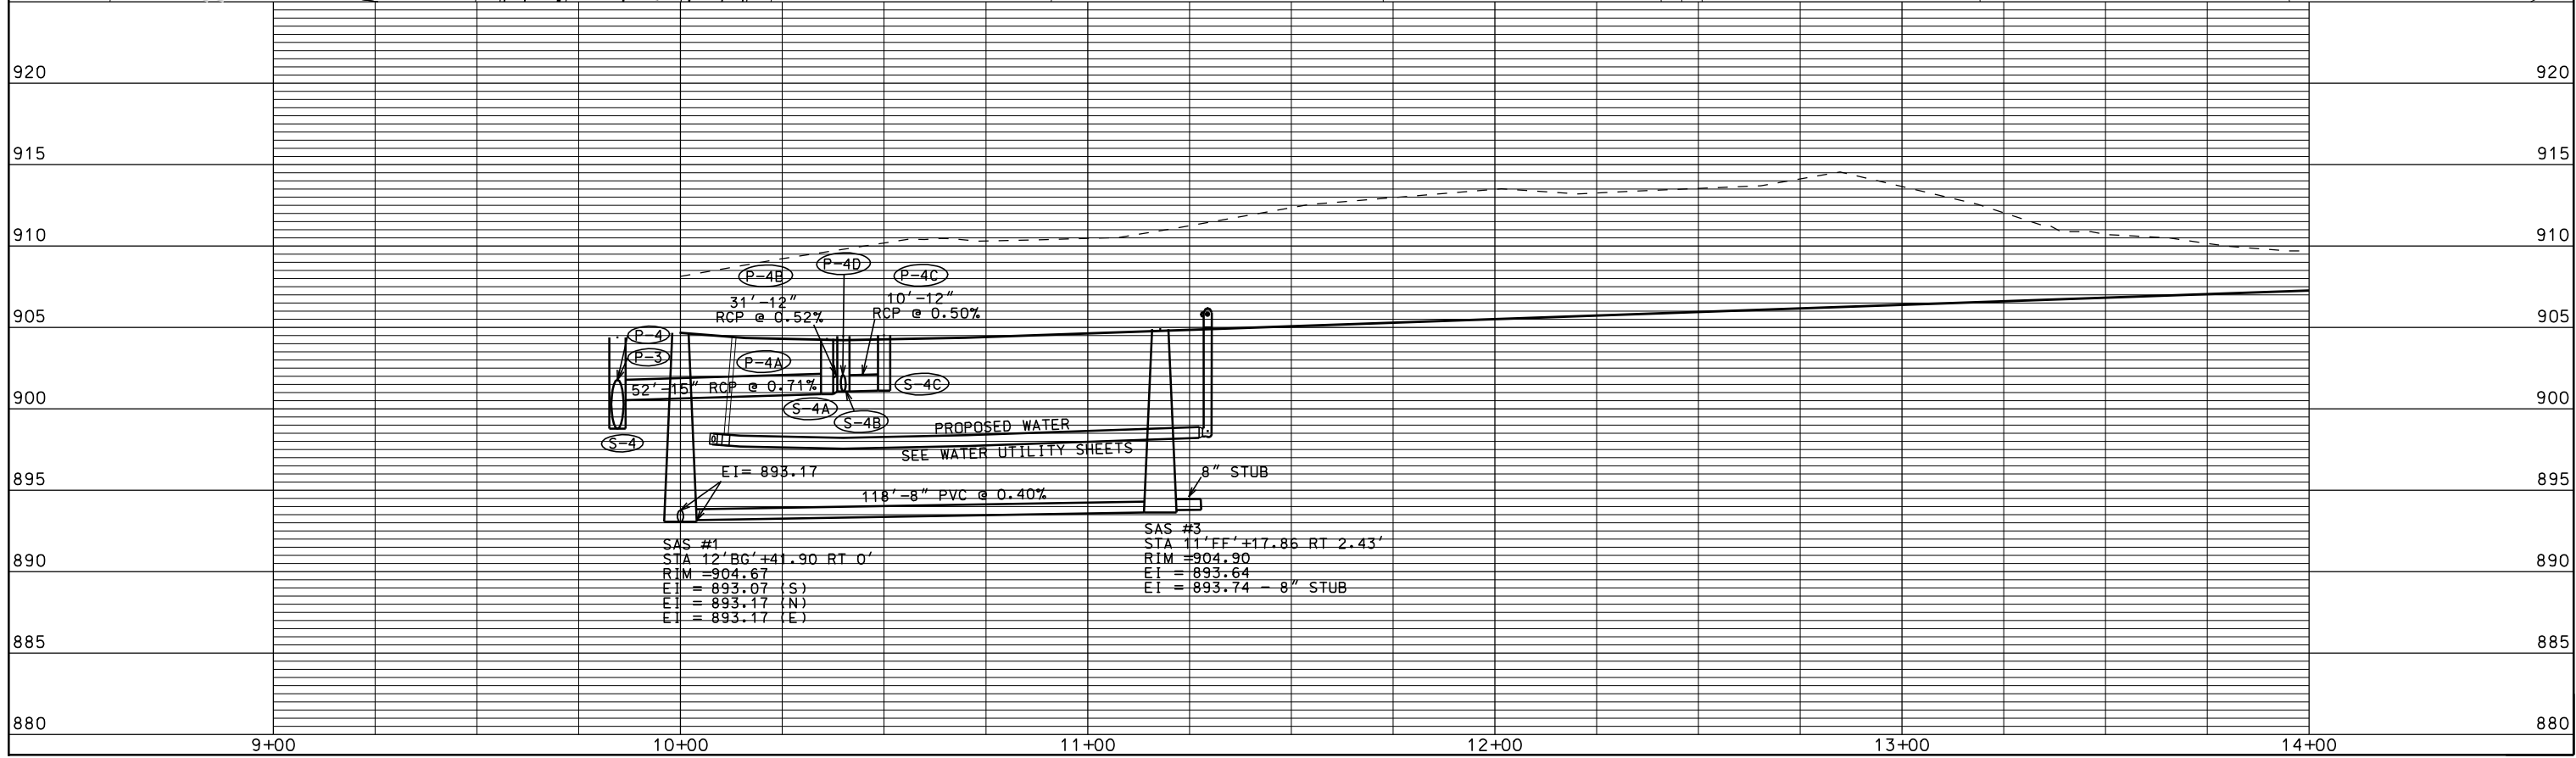 920 920
915 915
910 910
P-4D
P-4B P-4C
31'-12" 10'-12"
RCP @ 0.52% RCP @ 0.50%
905 905
P-4
P-3 P-4A
52'-15" RCP @ 0.71% S-4C
900 S-4A 900
S-4B
PROPOSED WATER
S-4
SEE WATER UTILITY SHEETS
EI= 893.17 8" STUB
895 895
118'-8" PVC @ 0.40%
SAS #3
STA 11'FF'+17.86 RT 2.43'
RIM =904.90
EI = 893.64
EI = 893.74 - 8" STUB
SAS #1
STA 12'BG'+41.90 RT 0'
RIM =904.67
EI = 893.07 (S)
EI = 893.17 (N)
EI = 893.17 (E)
890 890
885 885
880 880
9+00 10+00 11+00 12+00 13+00 14+00